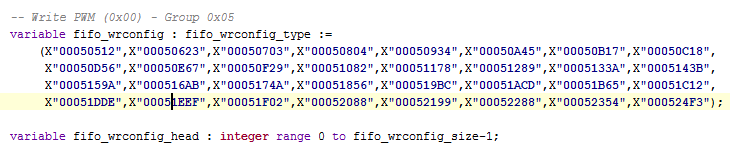 -- Write PWM (0x00) - Group 0x05
variable fifo_wrconfig : fifo_wrconfig_type :=
(X"00050512",X"00050623",X"00050703",X"00050804",X"00050934",X"00050A45",X"00050B17",X"00050C18",
X"00050D56",X"00050E67",X"00050F29",X"00051082",X"00051178",X"00051289",X"0005133A",X"0005143B",
X"0005159A",X"000516AB",X"0005174A",X"00051856",X"000519BC",X"00051ACD",X"00051B65",X"00051C12",
X"00051DDE",X"00051EEF",X"00051F02",X"00052088",X"00052199",X"00052288",X"00052354",X"000524F3");
variable fifo_wrconfig_head : integer range 0 to fifo_wrconfig_size-1;